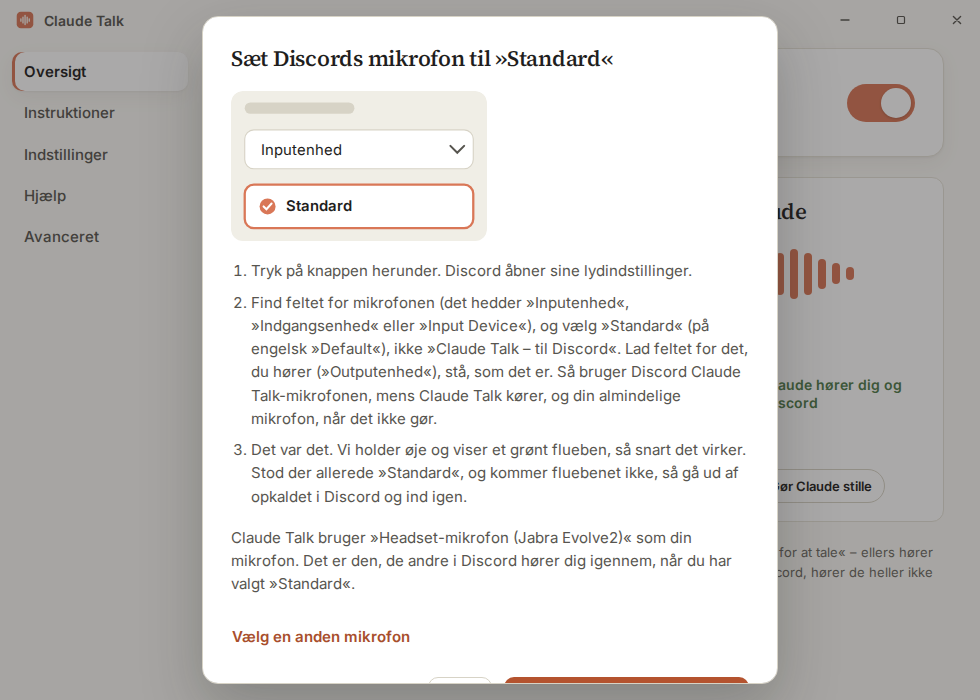 Claude Talk
Oversigt
Instruktioner
Indstillinger
Hjælp
Avanceret
Sæt Discords mikrofon til »Standard«
Inputenhed
Standard
1. Tryk på knappen herunder. Discord åbner sine lydindstillinger.
2. Find feltet for mikrofonen (det hedder »Inputenhed«,
»Indgangsenhed« eller »Input Device«), og vælg »Standard« (på
engelsk »Default«), ikke »Claude Talk – til Discord«. Lad feltet for det,
du hører (»Outputenhed«), stå, som det er. Så bruger Discord Claude
Talk-mikrofonen, mens Claude Talk kører, og din almindelige
mikrofon, når det ikke gør.
3. Det var det. Vi holder øje og viser et grønt flueben, så snart det virker.
Stod der allerede »Standard«, og kommer fluebenet ikke, så gå ud af
opkaldet i Discord og ind igen.
Claude Talk bruger »Headset-mikrofon (Jabra Evolve2)« som din
mikrofon. Det er den, de andre i Discord hører dig igennem, når du har
valgt »Standard«.
Vælg en anden mikrofon
hører dig og
Claude stille
for at tale« – ellers hører
hører de heller ikke